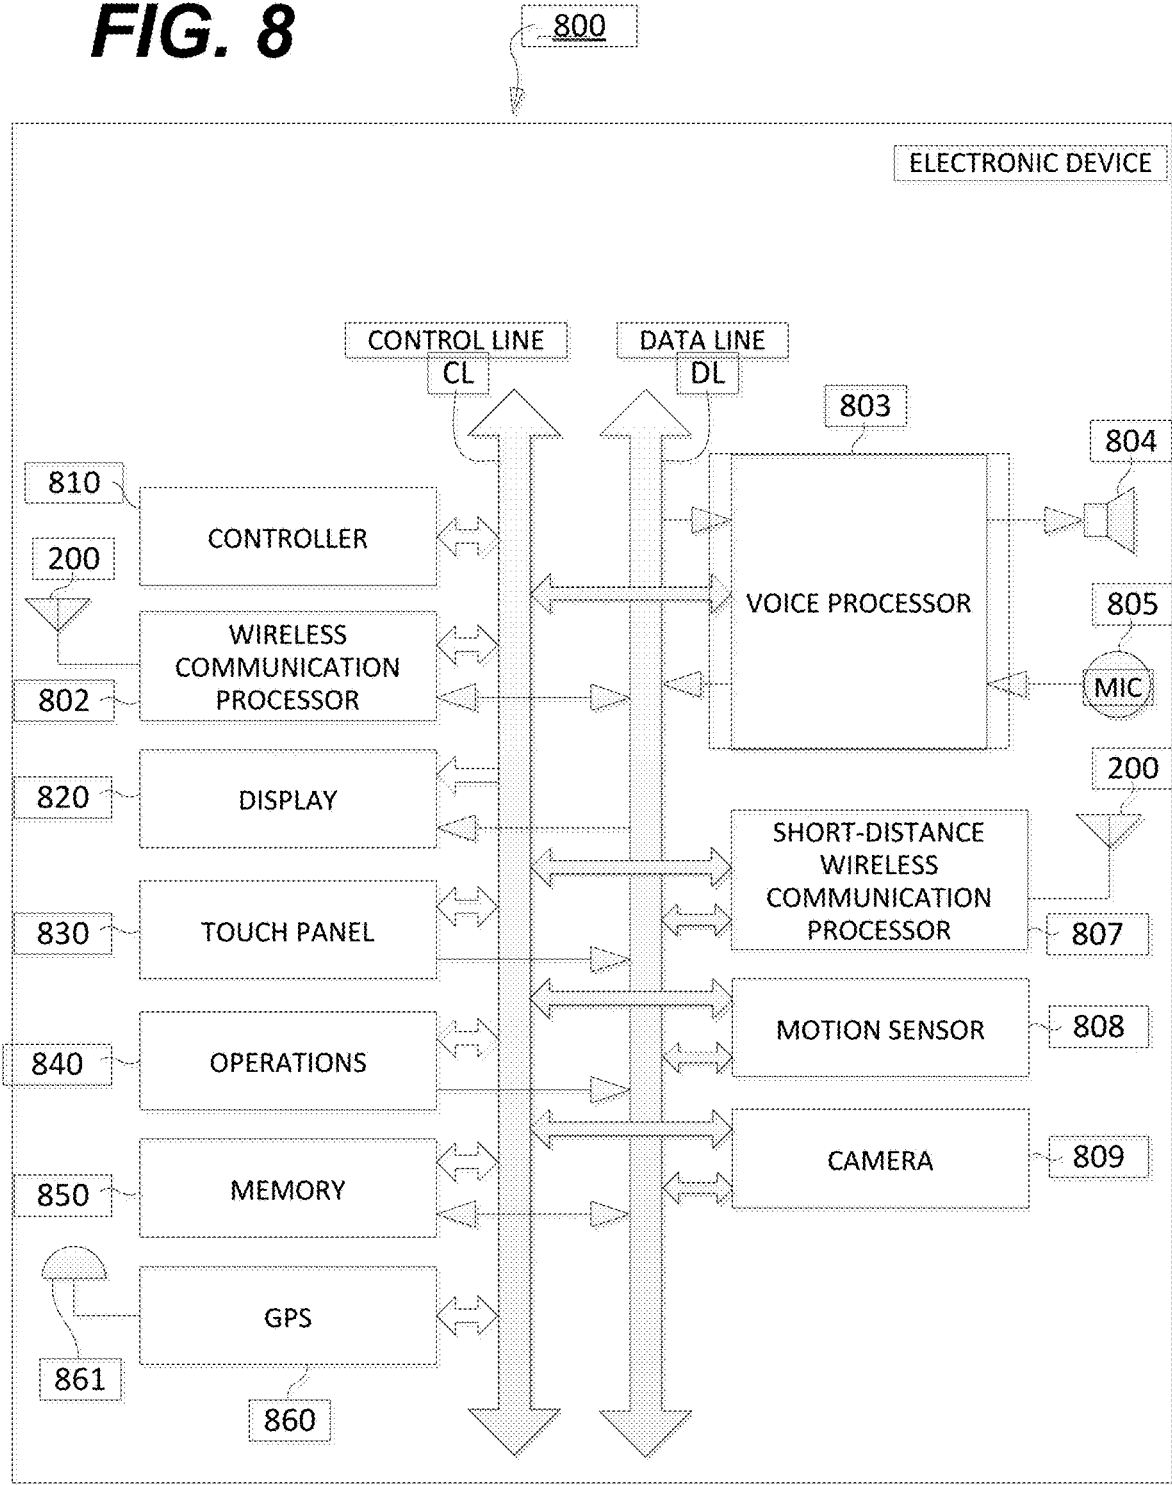 FIG. 8
800
ELECTRONIC DEVICE
CONTROL LINE
CL
DATA LINE
DL
803
804
810
CONTROLLER
200
VOICE PROCESSOR
805
MIC
WIRELESS
COMMUNICATION
PROCESSOR
802
820
DISPLAY
200
SHORT-DISTANCE
WIRELESS
COMMUNICATION
PROCESSOR
807
830
TOUCH PANEL
MOTION SENSOR
808
840
OPERATIONS
CAMERA
809
850
MEMORY
GPS
861
860